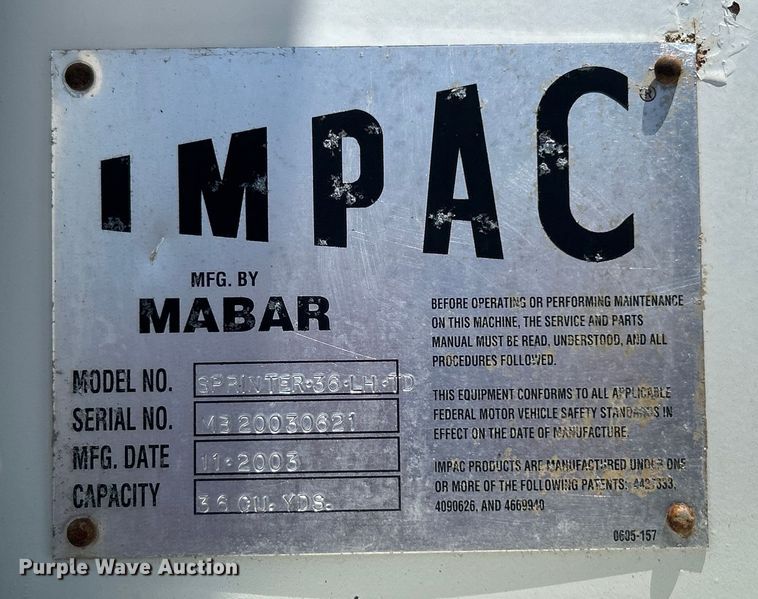 IMPAC®
MFG. BY
MABAR
MODEL NO. SPRINTER-36-LH-TD
SERIAL NO. MB20030621
MFG. DATE 11-2003
CAPACITY 36 CU. YDS.
BEFORE OPERATING OR PERFORMING MAINTENANCE
ON THIS MACHINE, THE SERVICE AND PARTS
MANUAL MUST BE READ, UNDERSTOOD, AND ALL
PROCEDURES FOLLOWED.
THIS EQUIPMENT CONFORMS TO ALL APPLICABLE
FEDERAL MOTOR VEHICLE SAFETY STANDARDS IN
EFFECT ON THE DATE OF MANUFACTURE.
IMPAC PRODUCTS ARE MANUFACTURED UNDER ONE
OR MORE OF THE FOLLOWING PATENTS:
4090626, AND 4669940
0605-157
Purple Wave Auction